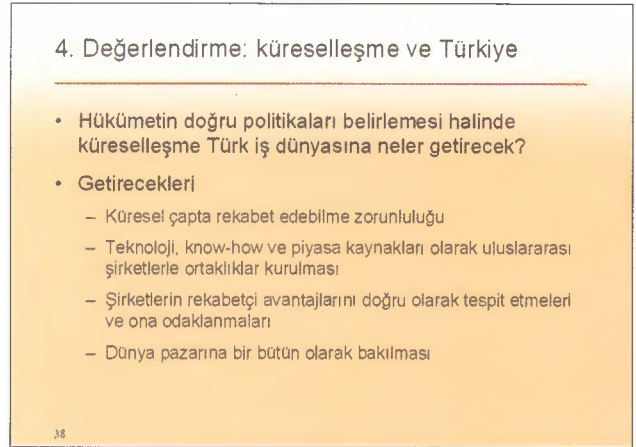 4. Değerlendirme: küreselleşme ve Türkiye
• Hükümetin doğru politikaları belirlemesi halinde
küreselleşme Türk iş dünyasına neler getirecek?
• Getirecekleri
– Küresel çapta rekabet edebilme zorunluluğu
– Teknoloji, know-how ve piyasa kaynakları olarak uluslararası
şirketlerle ortaklıklar kurulması
– Şirketlerin rekabetçi avantajlarını doğru olarak tespit etmeleri
ve ona odaklanmaları
– Dünya pazarına bir bütün olarak bakılması
38